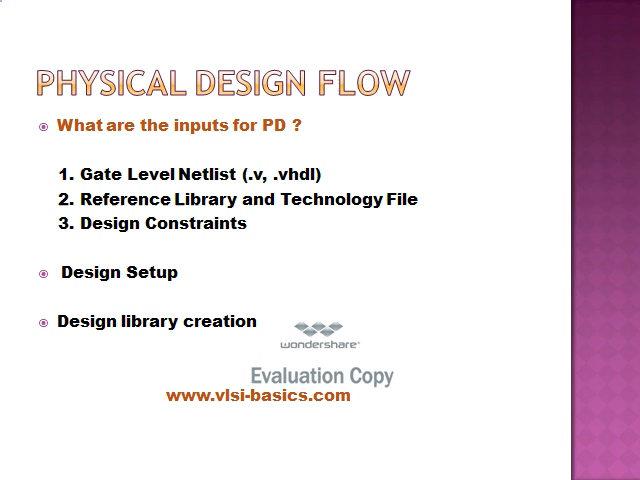 PHYSICAL DESIGN FLOW
What are the inputs for PD ?
1. Gate Level Netlist (.v, .vhdl)
2. Reference Library and Technology File
3. Design Constraints
Design Setup
Design library creation
wondershare®
Evaluation Copy
www.vlsi-basics.com